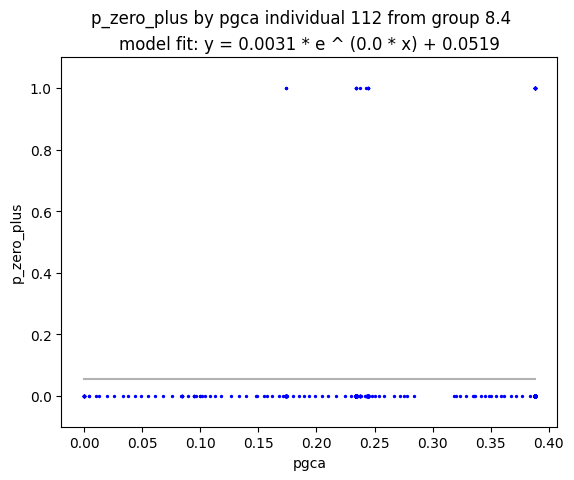 p_zero_plus by pgca individual 112 from group 8.4
model fit: y = 0.0031 * e ^ (0.0 * x) + 0.0519
1.0
0.8
0.6
0.4
0.2
0.0
p_zero_plus
0.00 0.05 0.10 0.15 0.20 0.25 0.30 0.35 0.40
pgca